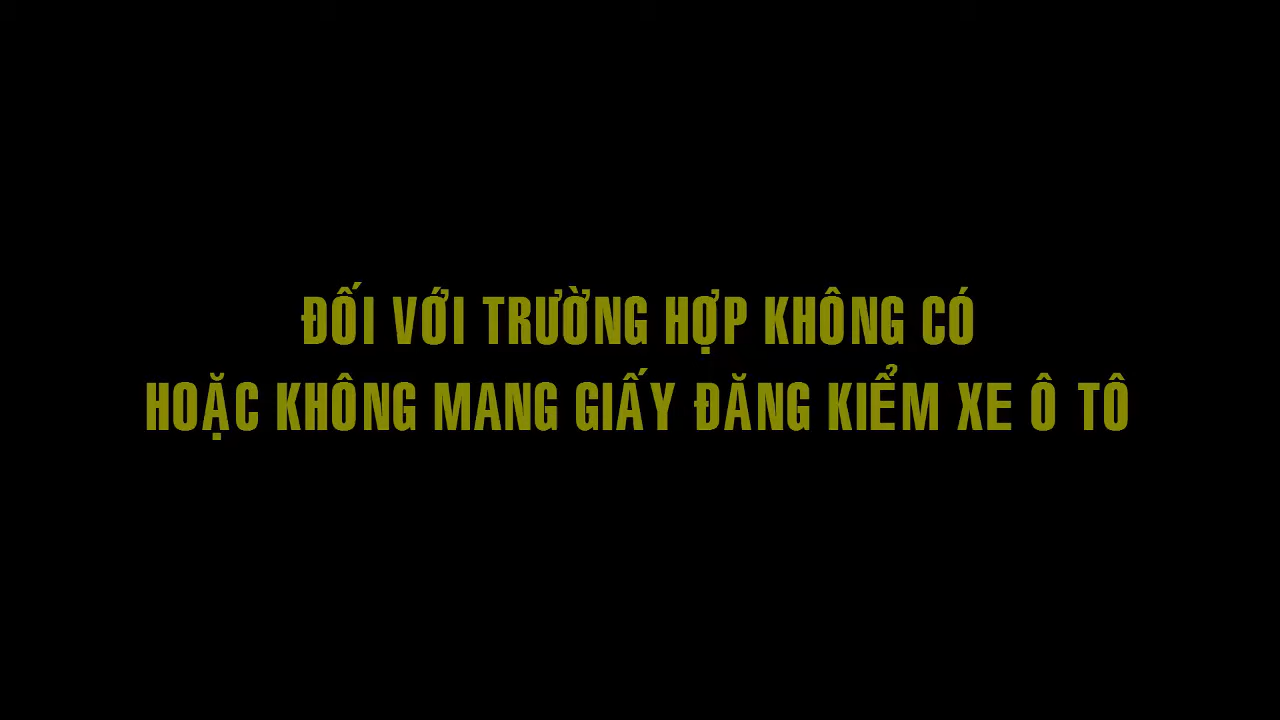 ĐỐI VỚI TRƯỜNG HỢP KHÔNG CÓ
HOẶC KHÔNG MANG GIẤY ĐĂNG KIỂM XE Ô TÔ